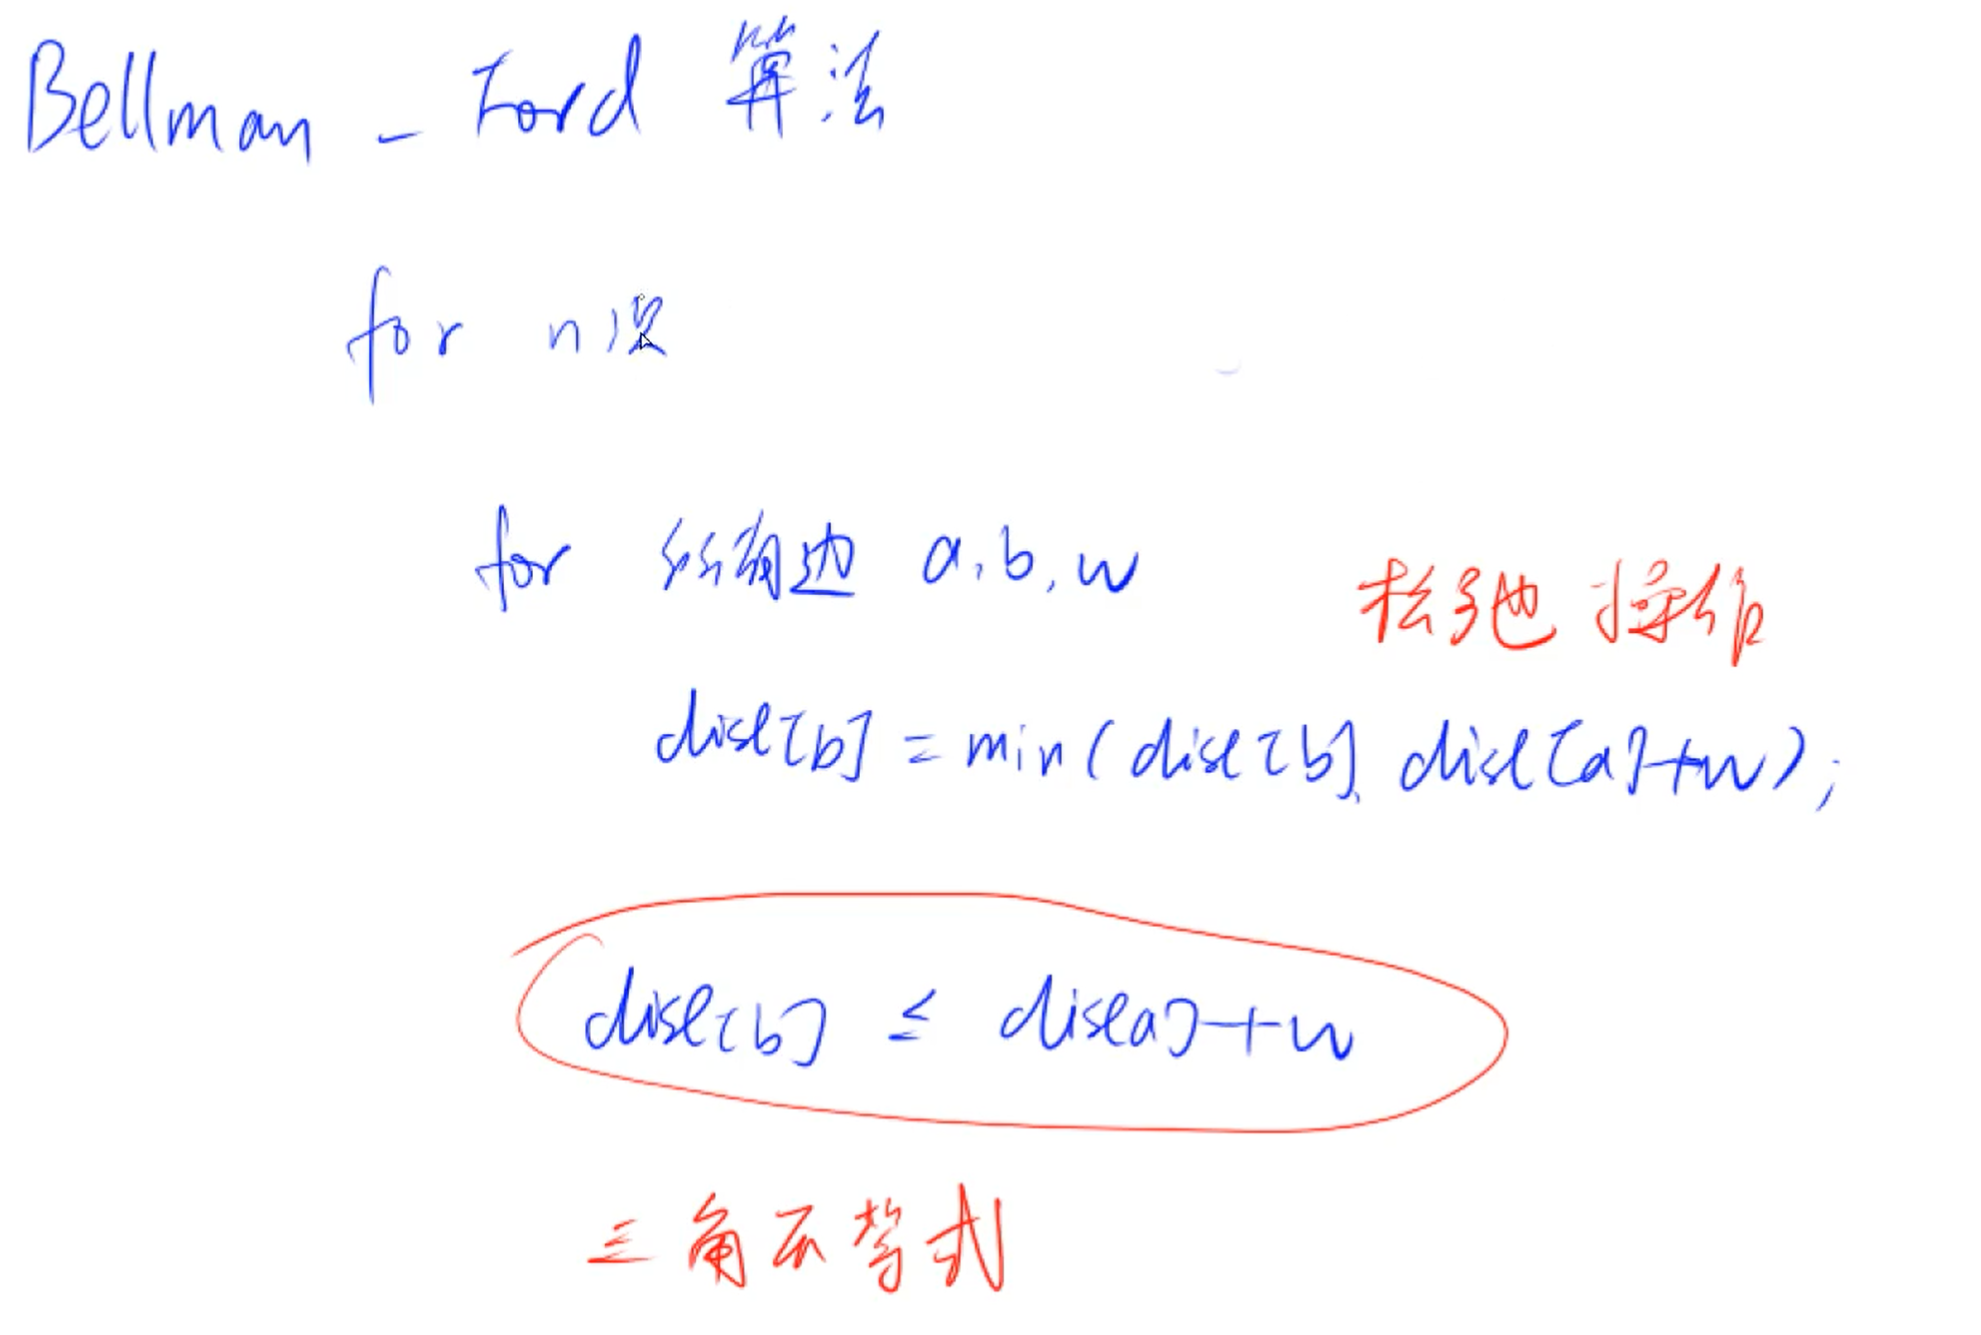 Bellman - Ford 算法
for n次
for 所有边 a, b, w
松弛操作
dist[b] = min(dist[b], dist[a]+w);
dist[b] ≤ dist[a]+w
三角不等式